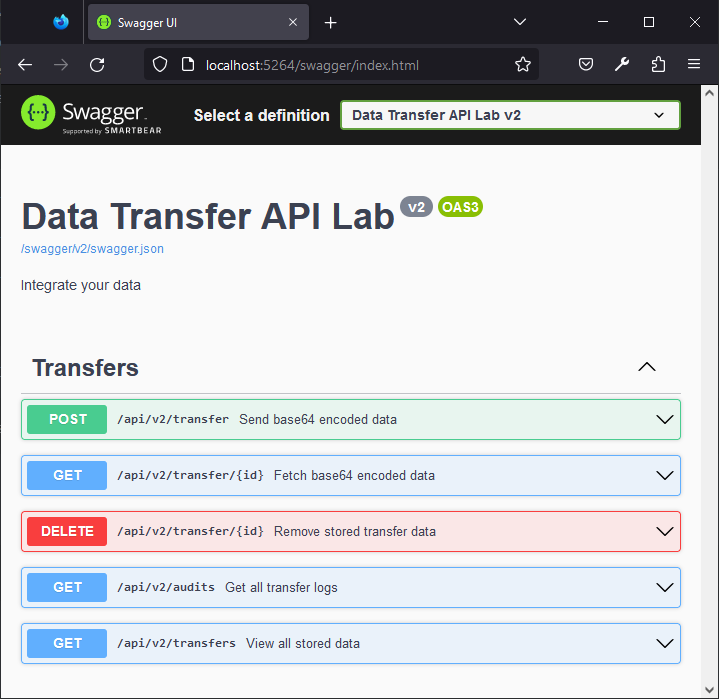 Swagger UI
localhost:5264/swagger/index.html
Swagger
Supported by SMARTBEAR
Select a definition
Data Transfer API Lab v2
Data Transfer API Lab v2 OAS3
/swagger/v2/swagger.json
Integrate your data
Transfers
POST /api/v2/transfer Send base64 encoded data
GET /api/v2/transfer/{id} Fetch base64 encoded data
DELETE /api/v2/transfer/{id} Remove stored transfer data
GET /api/v2/audits Get all transfer logs
GET /api/v2/transfers View all stored data